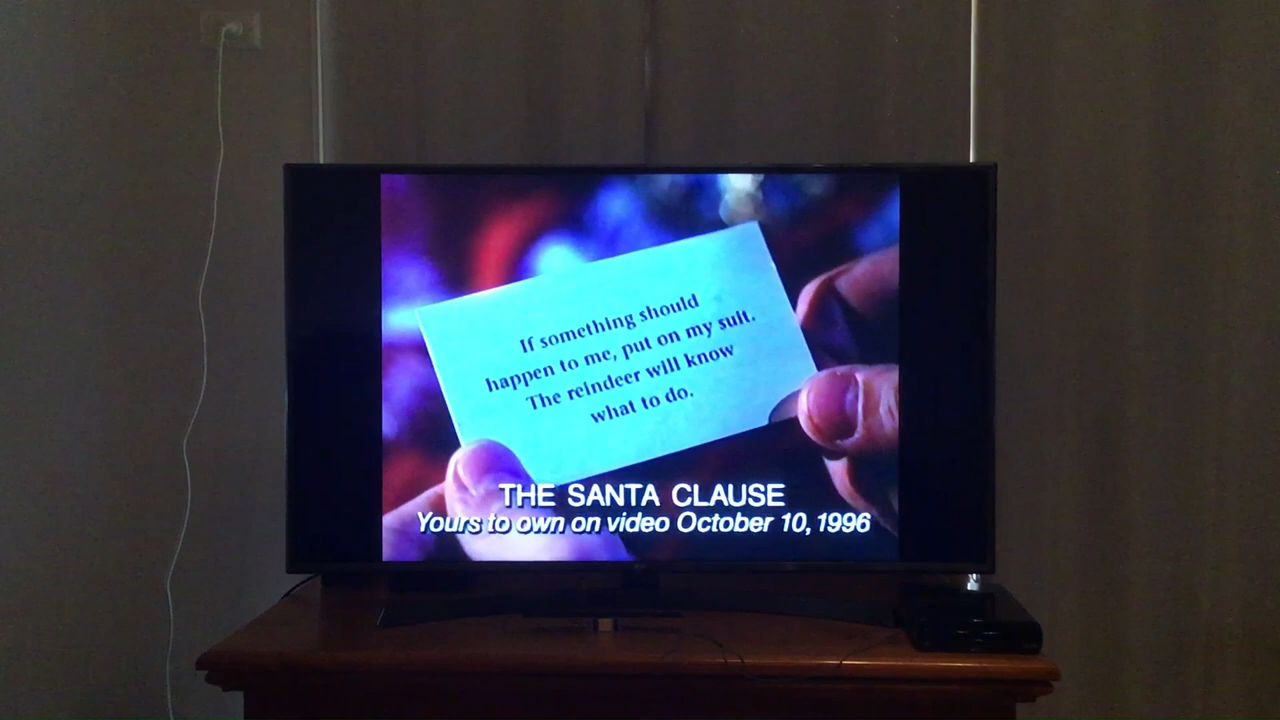 If something should
happen to me, put on my suit.
The reindeer will know
what to do.
THE SANTA CLAUSE
Yours to own on video October 10, 1996